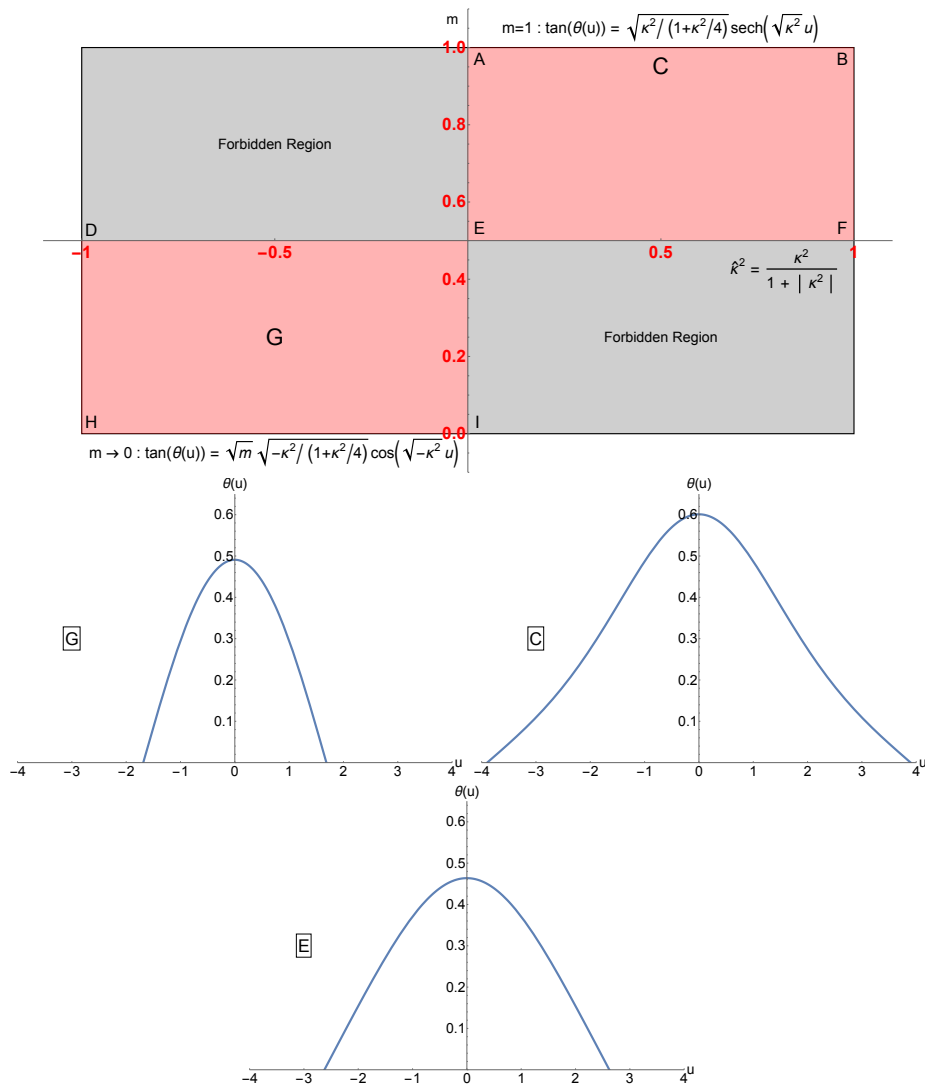 m
m=1 : tan(θ(u)) = √(κ²/(1+κ²/4)) sech(√(κ²) u)
1.0
A
C
B
0.8
Forbidden Region
0.6
D
E
F
−1
−0.5
0.5
1
κ̂² = κ²/(1 + | κ² |)
0.4
G
Forbidden Region
0.2
H
I
0.0
m → 0 : tan(θ(u)) = √m √(−κ²/(1+κ²/4)) cos(√(−κ²) u)
θ(u)
0.6
0.5
0.4
G
0.3
0.2
0.1
−4 −3 −2 −1 0 1 2 3 4
u
θ(u)
0.6
0.5
0.4
C
0.3
0.2
0.1
−4 −3 −2 −1 0 1 2 3 4
u
θ(u)
0.6
0.5
0.4
E
0.3
0.2
0.1
−4 −3 −2 −1 0 1 2 3 4
u